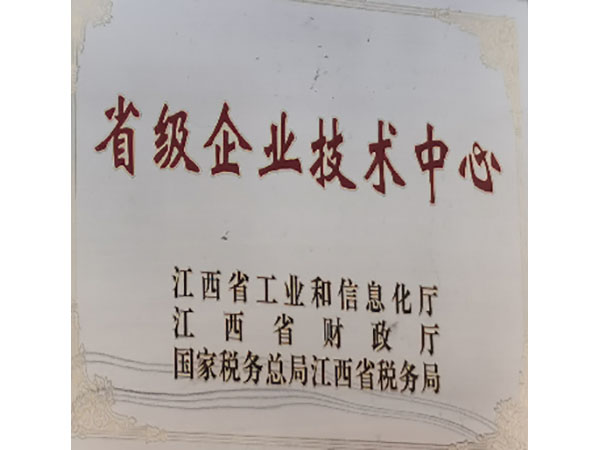 省级企业技术中心
江西省工业和信息化厅
江西省财政厅
国家税务总局江西省税务局